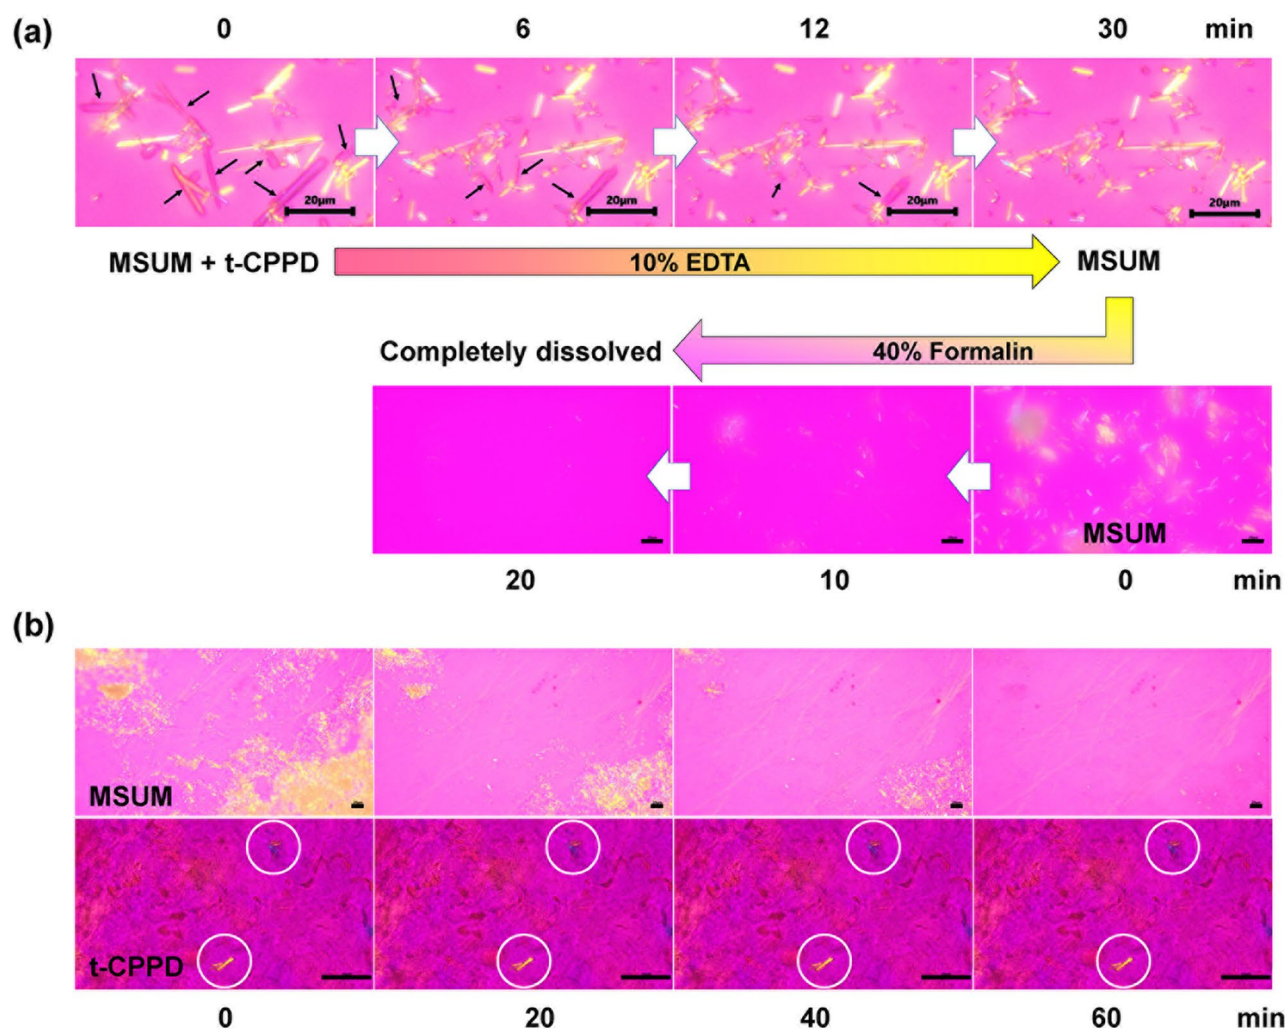 (a) 0 6 12 30 min
20μm 20μm 20μm 20μm
MSUM + t-CPPD 10% EDTA MSUM
Completely dissolved 40% Formalin
MSUM
20 10 0 min
(b)
MSUM
t-CPPD
0 20 40 60 min